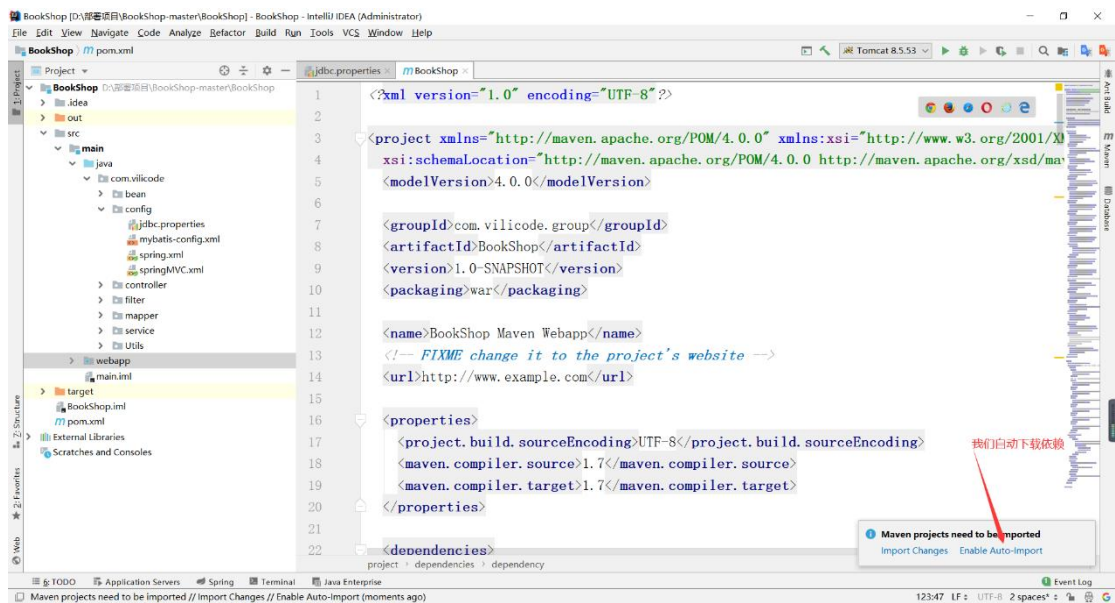 BookShop [D:\部署项目\BookShop-master\BookShop] - BookShop - IntelliJ IDEA (Administrator)
File Edit View Navigate Code Analyze Refactor Build Run Tools VCS Window Help
BookShop pom.xml
Tomcat 8.5.53
Project
jdbc.properties
BookShop
1: Project
BookShop D:\部署项目\BookShop-master\BookShop
.idea
out
src
main
java
com.vilicode
bean
config
jdbc.properties
mybatis-config.xml
spring.xml
springMVC.xml
controller
filter
mapper
service
Utils
webapp
main.iml
target
BookShop.iml
pom.xml
External Libraries
Scratches and Consoles
Z: Structure
2: Favorites
Web
1 <?xml version="1.0" encoding="UTF-8"?>
2
3 <project xmlns="http://maven.apache.org/POM/4.0.0" xmlns:xsi="http://www.w3.org/2001/XM
4 xsi:schemaLocation="http://maven.apache.org/POM/4.0.0 http://maven.apache.org/xsd/mav
5 <modelVersion>4.0.0</modelVersion>
6
7 <groupId>com.vilicode.group</groupId>
8 <artifactId>BookShop</artifactId>
9 <version>1.0-SNAPSHOT</version>
10 <packaging>war</packaging>
11
12 <name>BookShop Maven Webapp</name>
13 <!-- FIXME change it to the project's website -->
14 <url>http://www.example.com</url>
15
16 <properties>
17 <project.build.sourceEncoding>UTF-8</project.build.sourceEncoding>
18 <maven.compiler.source>1.7</maven.compiler.source>
19 <maven.compiler.target>1.7</maven.compiler.target>
20 </properties>
21
22 <dependencies>
project › dependencies › dependency
我们自动下载依赖
Maven projects need to be imported
Import Changes Enable Auto-Import
Ant Build
Maven
Database
6: TODO Application Servers Spring Terminal Java Enterprise
Event Log
Maven projects need to be imported // Import Changes // Enable Auto-Import (moments ago)
123:47 LF UTF-8 2 spaces*